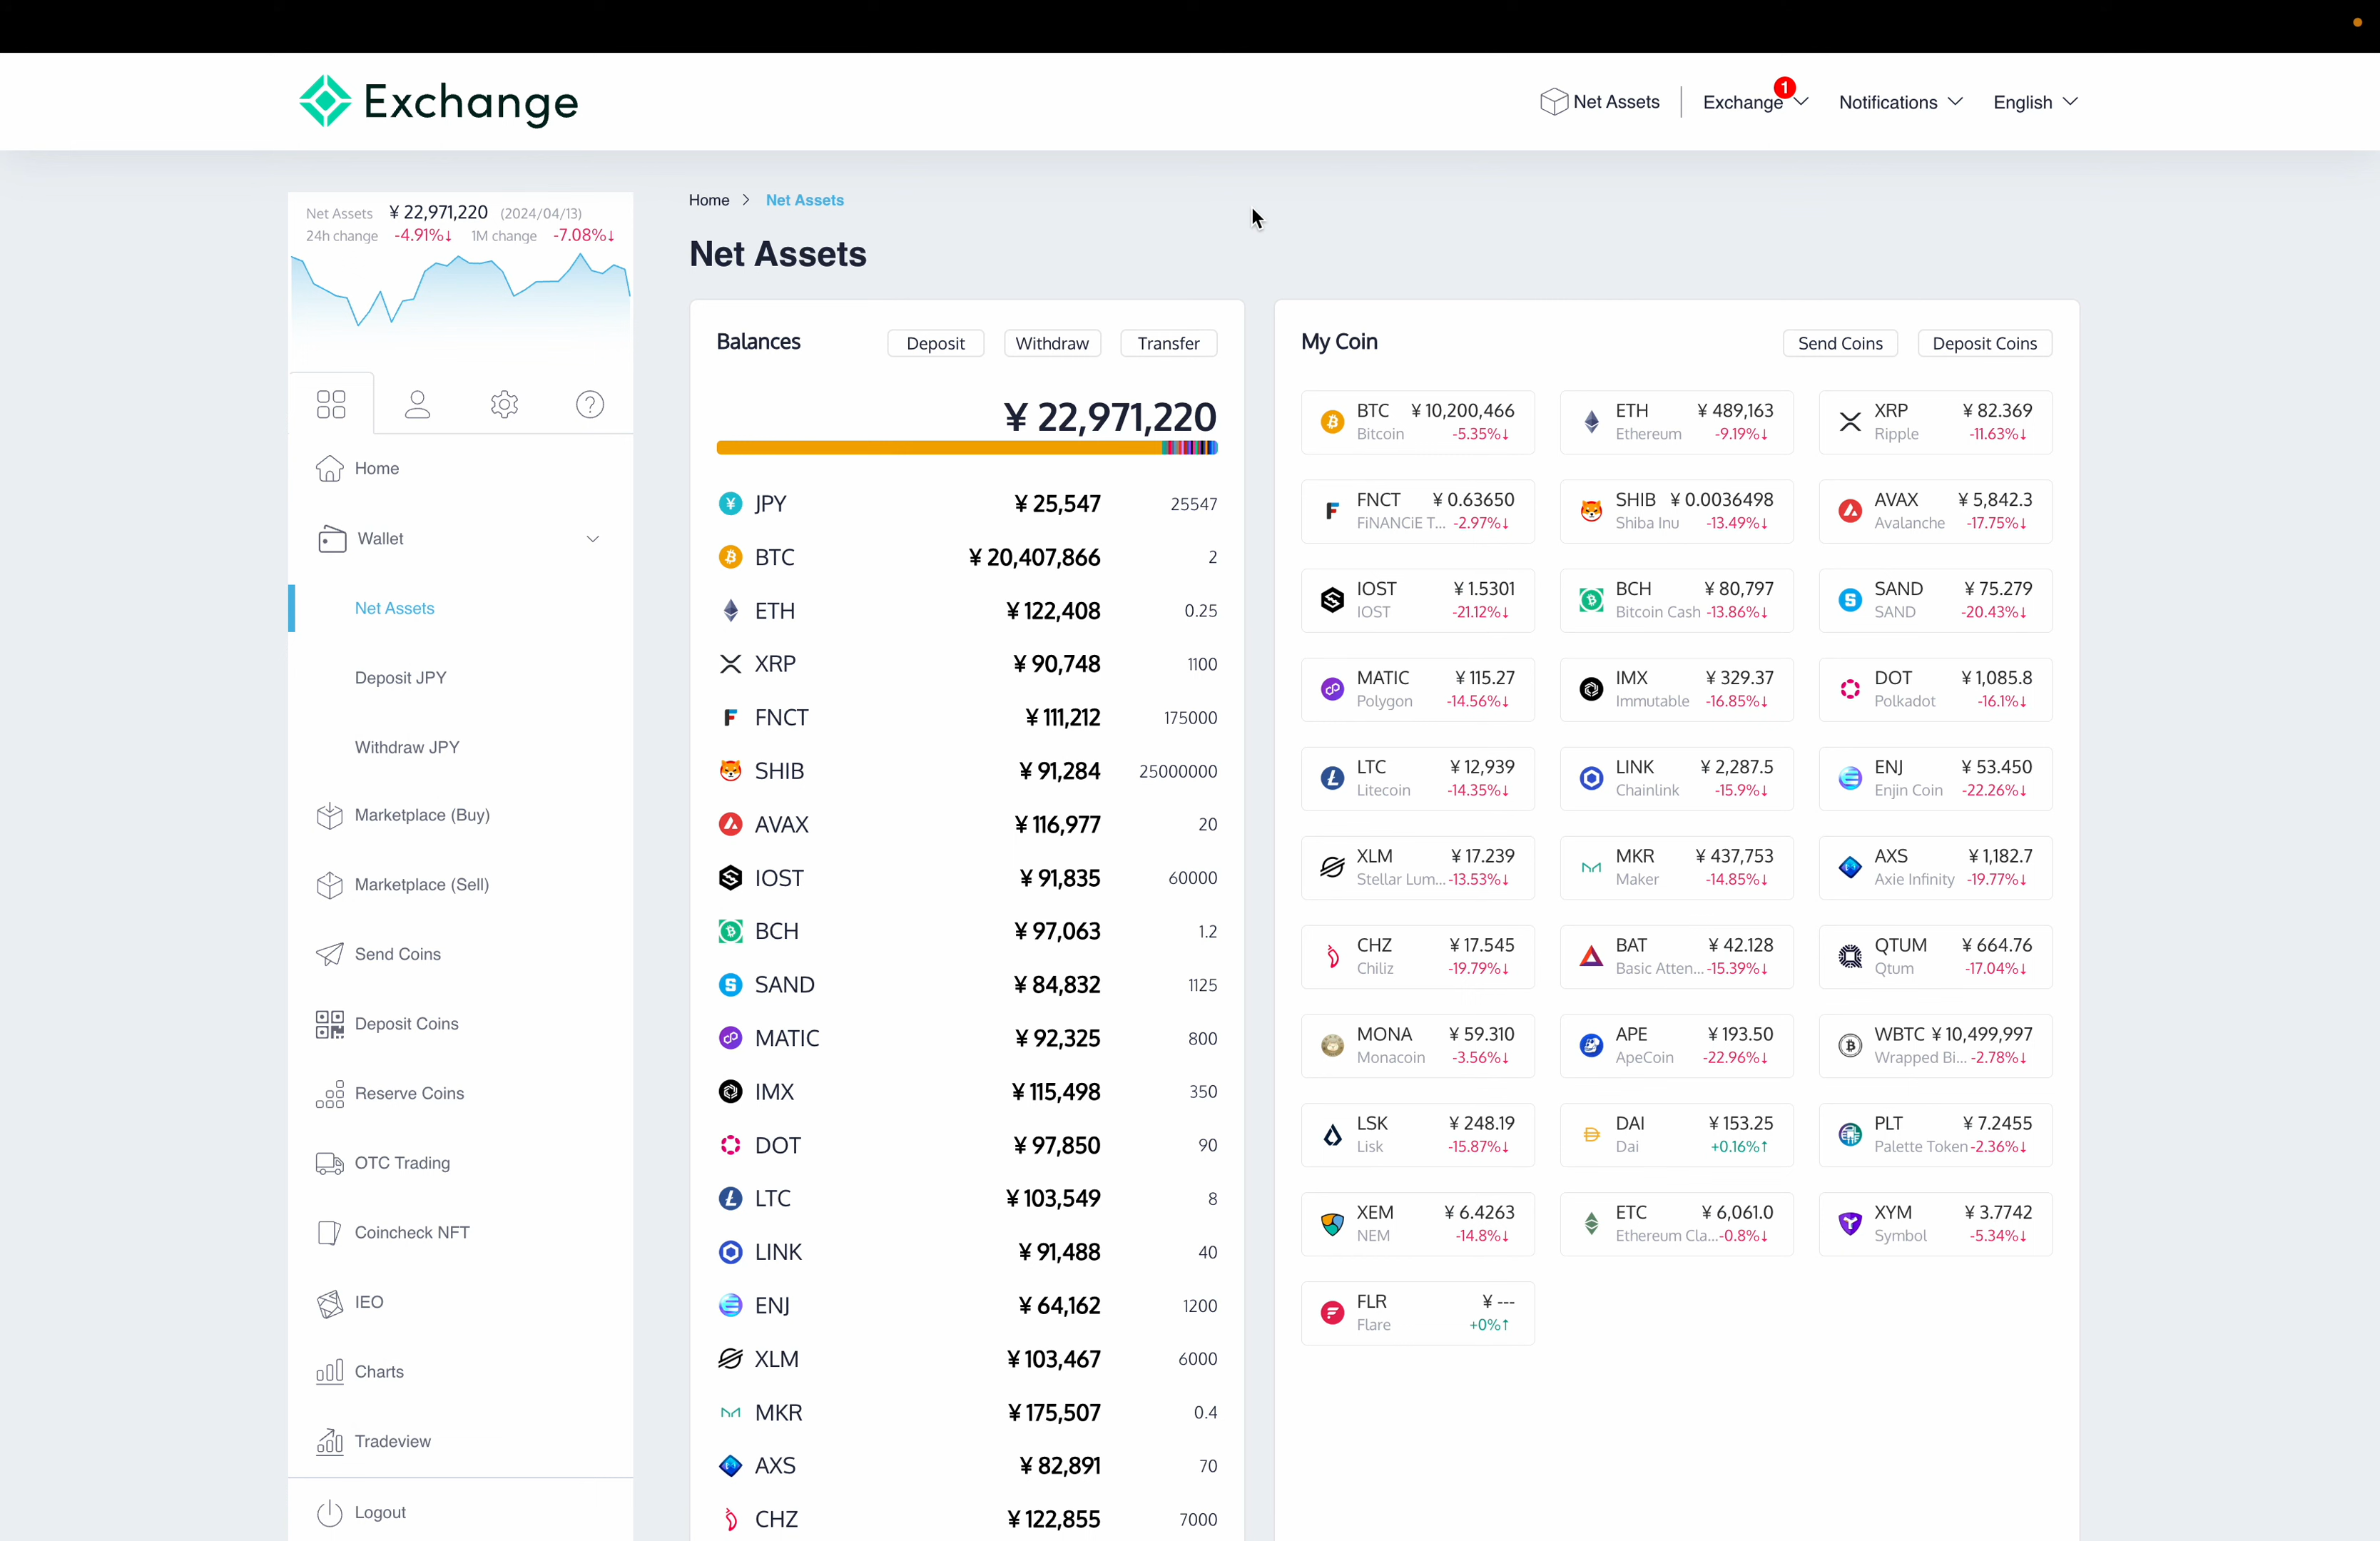 Exchange
Net Assets
Exchange 1
Notifications
English
Net Assets ¥ 22,971,220 (2024/04/13)
24h change -4.91%↓ 1M change -7.08%↓
Home
Wallet
Net Assets
Deposit JPY
Withdraw JPY
Marketplace (Buy)
Marketplace (Sell)
Send Coins
Deposit Coins
Reserve Coins
OTC Trading
Coincheck NFT
IEO
Charts
Tradeview
Logout
Home > Net Assets
Net Assets
Balances Deposit Withdraw Transfer
¥ 22,971,220
JPY ¥ 25,547 25547
BTC ¥ 20,407,866 2
ETH ¥ 122,408 0.25
XRP ¥ 90,748 1100
FNCT ¥ 111,212 175000
SHIB ¥ 91,284 25000000
AVAX ¥ 116,977 20
IOST ¥ 91,835 60000
BCH ¥ 97,063 1.2
SAND ¥ 84,832 1125
MATIC ¥ 92,325 800
IMX ¥ 115,498 350
DOT ¥ 97,850 90
LTC ¥ 103,549 8
LINK ¥ 91,488 40
ENJ ¥ 64,162 1200
XLM ¥ 103,467 6000
MKR ¥ 175,507 0.4
AXS ¥ 82,891 70
CHZ ¥ 122,855 7000
My Coin Send Coins Deposit Coins
BTC ¥ 10,200,466
Bitcoin -5.35%↓
ETH ¥ 489,163
Ethereum -9.19%↓
XRP ¥ 82.369
Ripple -11.63%↓
FNCT ¥ 0.63650
FiNANCiE T... -2.97%↓
SHIB ¥ 0.0036498
Shiba Inu -13.49%↓
AVAX ¥ 5,842.3
Avalanche -17.75%↓
IOST ¥ 1.5301
IOST -21.12%↓
BCH ¥ 80,797
Bitcoin Cash -13.86%↓
SAND ¥ 75.279
SAND -20.43%↓
MATIC ¥ 115.27
Polygon -14.56%↓
IMX ¥ 329.37
Immutable -16.85%↓
DOT ¥ 1,085.8
Polkadot -16.1%↓
LTC ¥ 12,939
Litecoin -14.35%↓
LINK ¥ 2,287.5
Chainlink -15.9%↓
ENJ ¥ 53.450
Enjin Coin -22.26%↓
XLM ¥ 17.239
Stellar Lum... -13.53%↓
MKR ¥ 437,753
Maker -14.85%↓
AXS ¥ 1,182.7
Axie Infinity -19.77%↓
CHZ ¥ 17.545
Chiliz -19.79%↓
BAT ¥ 42.128
Basic Atten... -15.39%↓
QTUM ¥ 664.76
Qtum -17.04%↓
MONA ¥ 59.310
Monacoin -3.56%↓
APE ¥ 193.50
ApeCoin -22.96%↓
WBTC ¥ 10,499,997
Wrapped Bi... -2.78%↓
LSK ¥ 248.19
Lisk -15.87%↓
DAI ¥ 153.25
Dai +0.16%↑
PLT ¥ 7.2455
Palette Token -2.36%↓
XEM ¥ 6.4263
NEM -14.8%↓
ETC ¥ 6,061.0
Ethereum Cla... -0.8%↓
XYM ¥ 3.7742
Symbol -5.34%↓
FLR ¥ ---
Flare +0%↑